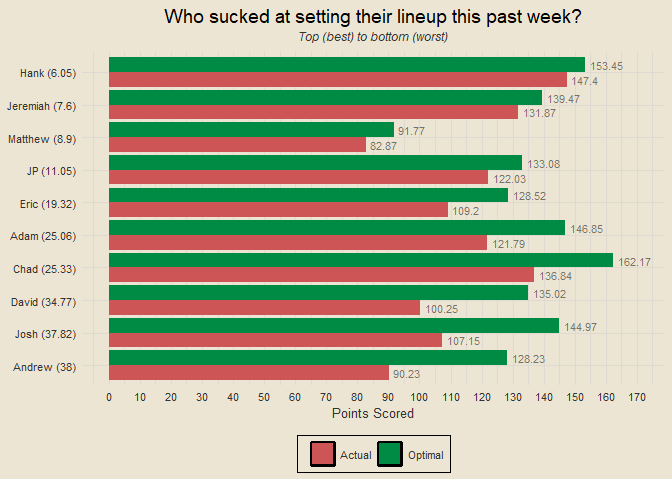 Who sucked at setting their lineup this past week?
Top (best) to bottom (worst)
Hank (6.05) 153.45
147.4
Jeremiah (7.6) 139.47
131.87
Matthew (8.9) 91.77
82.87
JP (11.05) 133.08
122.03
Eric (19.32) 128.52
109.2
Adam (25.06) 146.85
121.79
Chad (25.33) 162.17
136.84
David (34.77) 135.02
100.25
Josh (37.82) 144.97
107.15
Andrew (38) 128.23
90.23
0 10 20 30 40 50 60 70 80 90 100 110 120 130 140 150 160 170
Points Scored
Actual Optimal